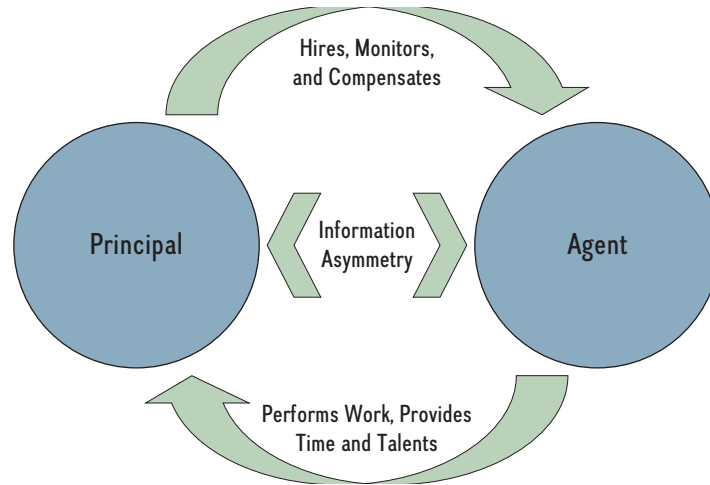 Hires, Monitors,
and Compensates
Principal
Information
Asymmetry
Agent
Performs Work, Provides
Time and Talents